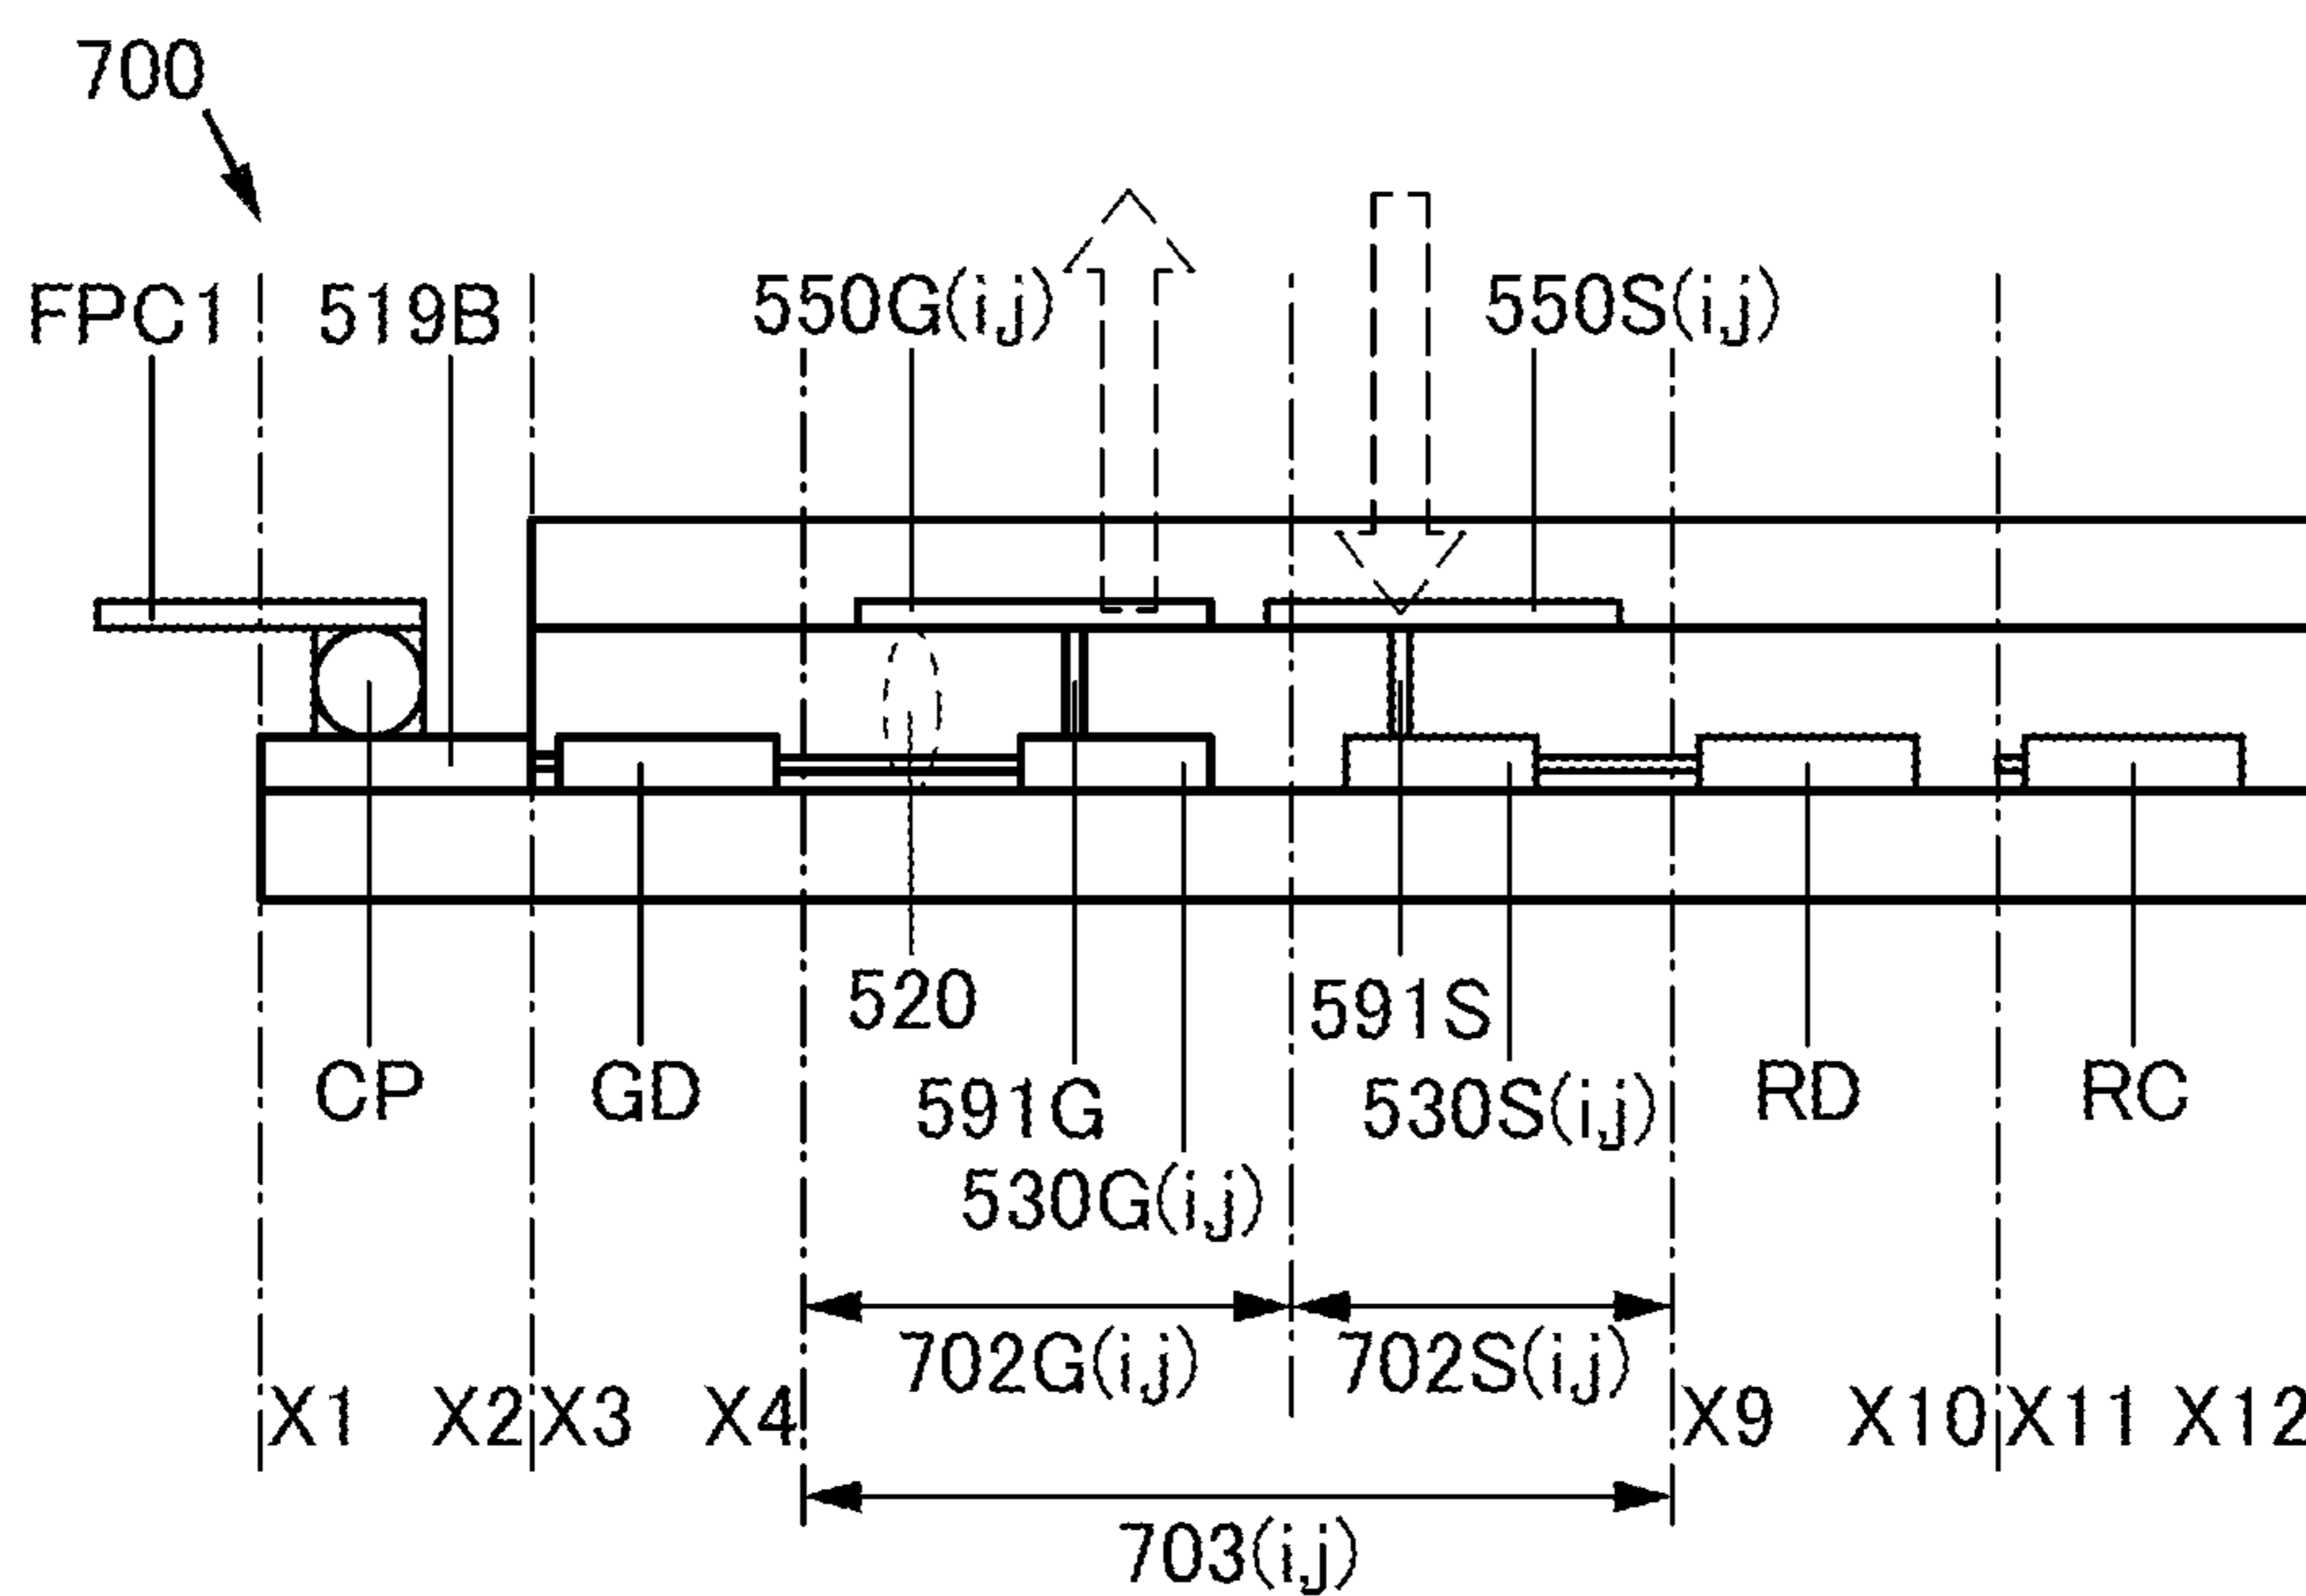 700
FPC1 519B 550G(i,j) 550S(i,j)
520 591S
CP GD 591G 530S(i,j) RD RC
530G(i,j)
702G(i,j) 702S(i,j)
X1 X2 X3 X4 X9 X10 X11 X12
703(i,j)